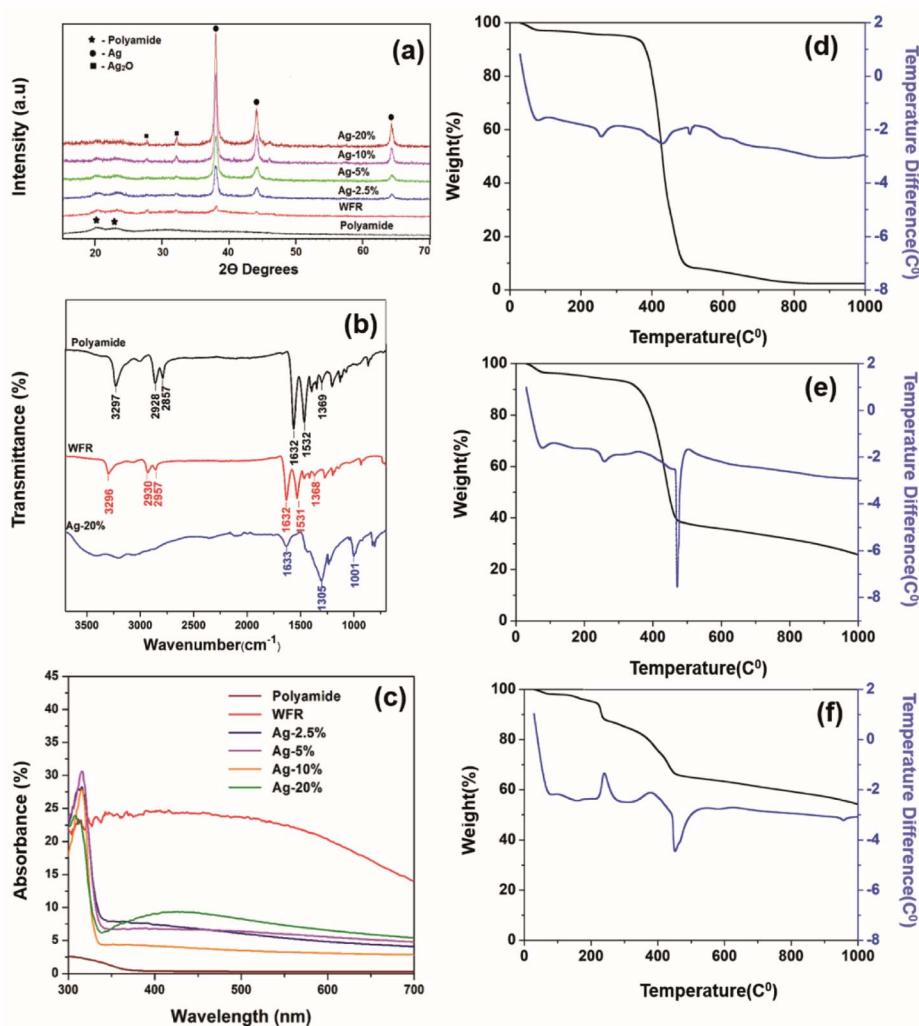 ★ - Polyamide
● - Ag
■ - Ag₂O
(a)
Ag-20%
Ag-10%
Ag-5%
Ag-2.5%
WFR
Polyamide
Intensity (a.u)
20 30 40 50 60 70
2Θ Degrees
(b)
Polyamide
3297 2928 2857 1632 1532 1369
WFR
3296 2930 2957 1632 1531 1368
Ag-20%
1633 1305 1001
Transmittance (%)
3500 3000 2500 2000 1500 1000
Wavenumber(cm⁻¹)
(c)
Polyamide
WFR
Ag-2.5%
Ag-5%
Ag-10%
Ag-20%
45
40
35
30
25
20
15
10
5
0
Absorbance (%)
300 400 500 600 700
Wavelength (nm)
(d)
100
80
60
40
20
0
Weight(%)
2
0
-2
-4
-6
-8
Temperature Difference(C⁰)
0 200 400 600 800 1000
Temperature(C⁰)
(e)
100
80
60
40
20
0
Weight(%)
2
0
-2
-4
-6
-8
Temperature Difference(C⁰)
0 200 400 600 800 1000
Temperature(C⁰)
(f)
100
80
60
40
20
0
Weight(%)
2
0
-2
-4
-6
-8
Temperature Difference(C⁰)
0 200 400 600 800 1000
Temperature(C⁰)